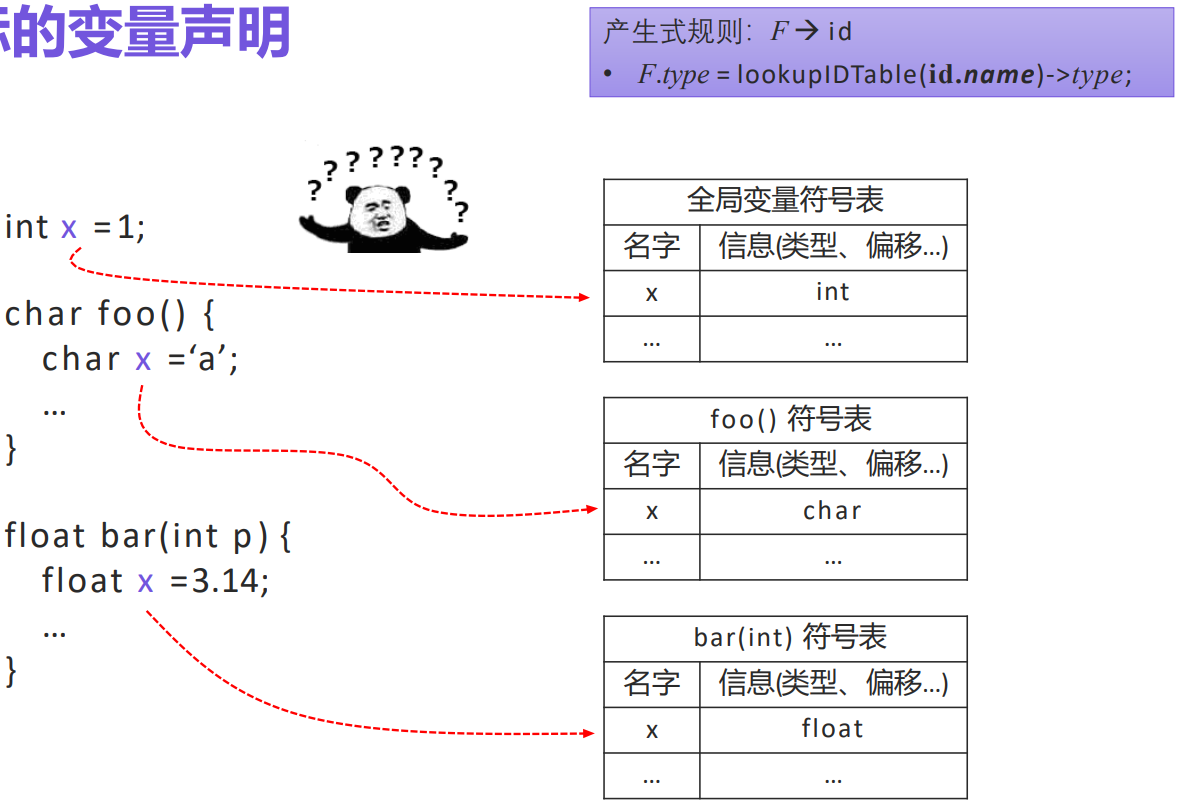 的变量声明
产生式规则：F → id
• F.type = lookupIDTable(id.name)->type;
? ? ? ? ? ? ? ? ?
int x = 1;
char foo() {
char x =‘a’;
...
}
float bar(int p) {
float x =3.14;
...
}
全局变量符号表
名字 信息(类型、偏移...)
x int
... ...
foo() 符号表
名字 信息(类型、偏移...)
x char
... ...
bar(int) 符号表
名字 信息(类型、偏移...)
x float
... ...